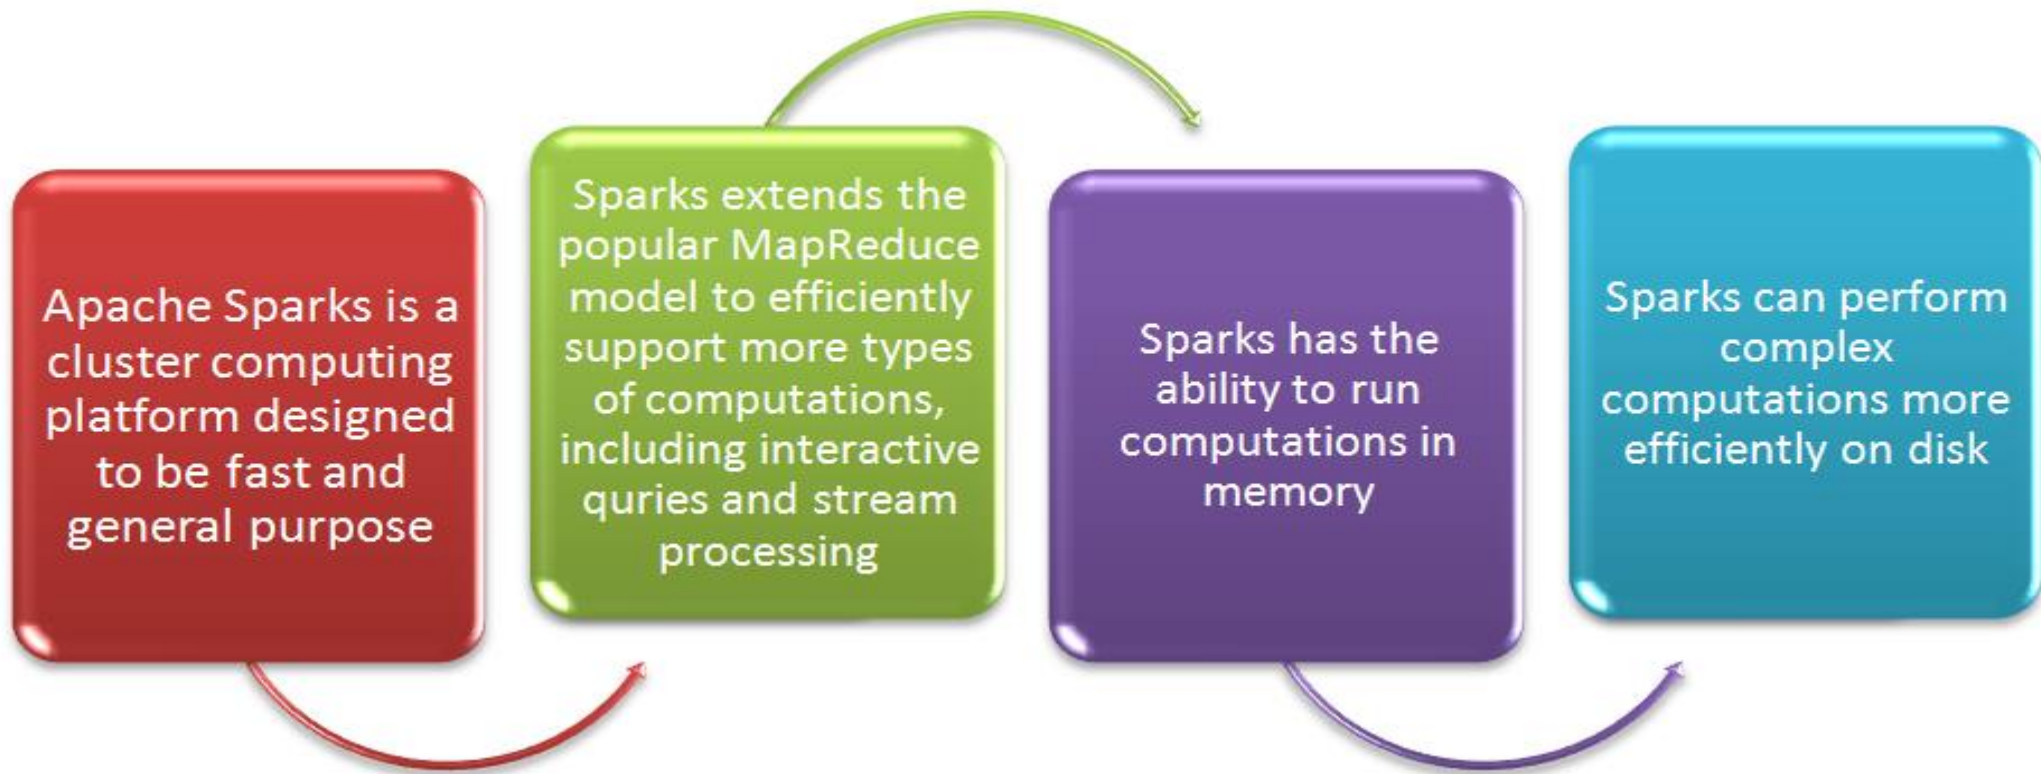 Apache Sparks is a
cluster computing
platform designed
to be fast and
general purpose
Sparks extends the
popular MapReduce
model to efficiently
support more types
of computations,
including interactive
quries and stream
processing
Sparks has the
ability to run
computations in
memory
Sparks can perform
complex
computations more
efficiently on disk